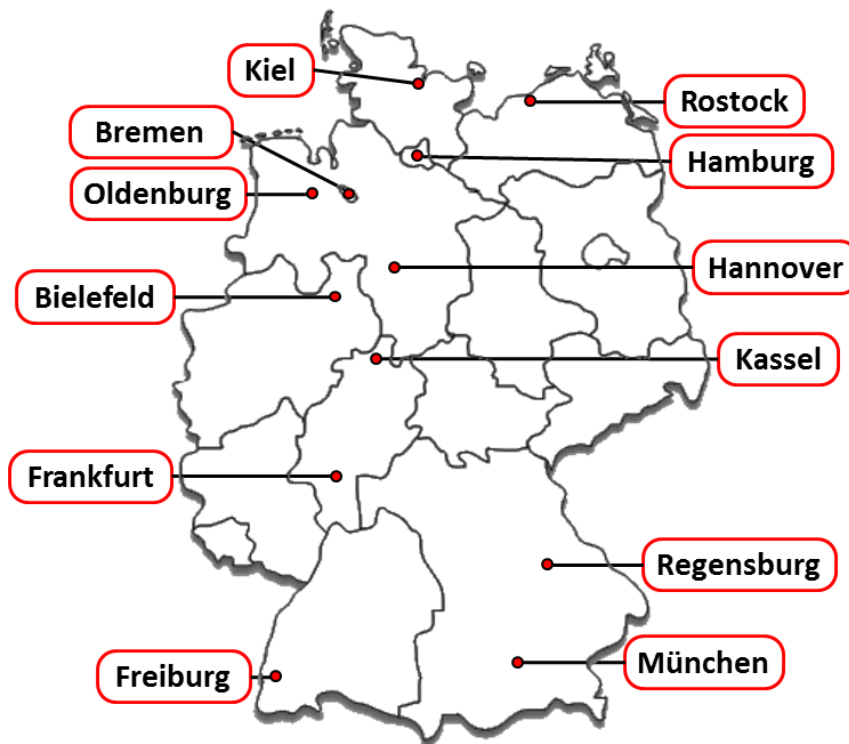 Kiel
Rostock
Bremen
Hamburg
Oldenburg
Hannover
Bielefeld
Kassel
Frankfurt
Regensburg
München
Freiburg